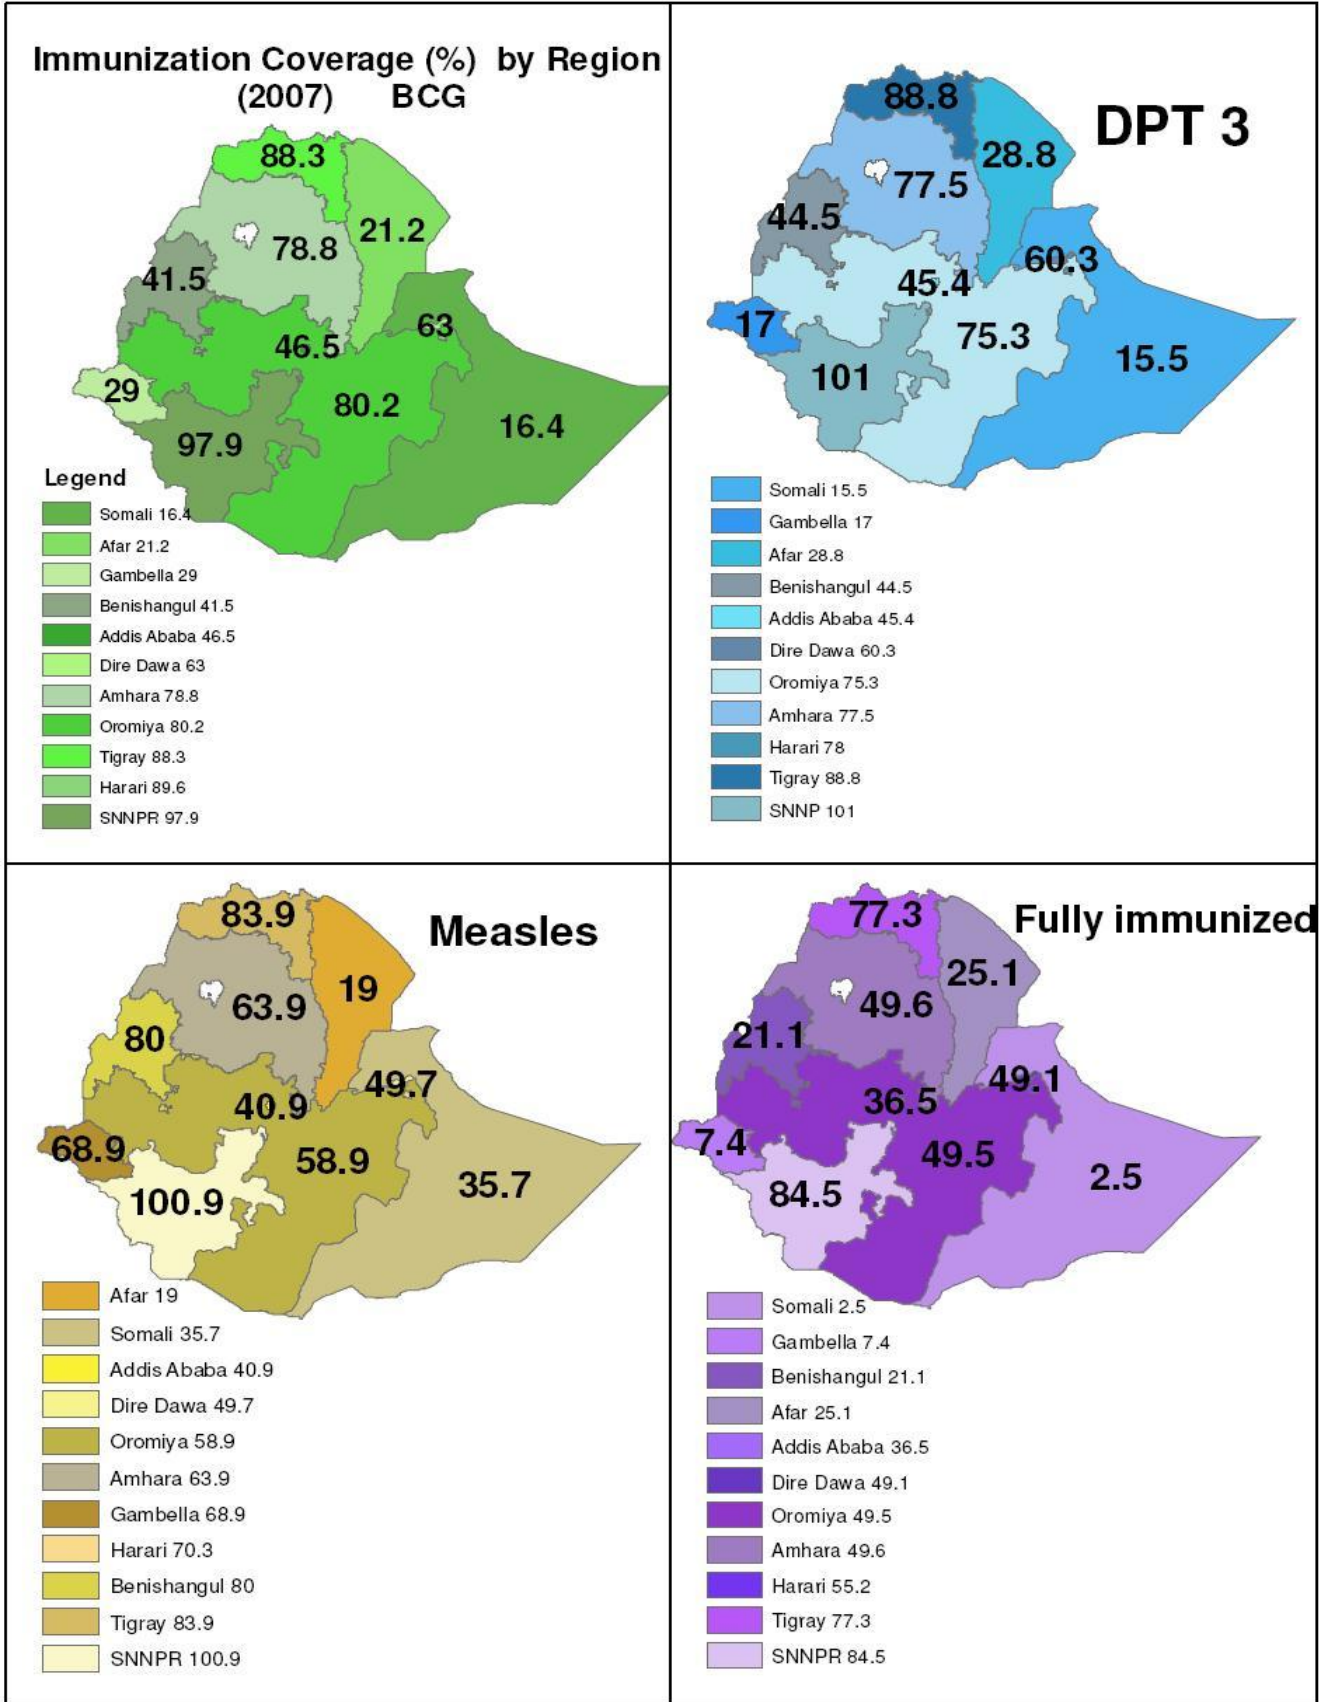 Immunization Coverage (%) by Region
(2007) BCG
88.3
21.2
78.8
41.5
63
46.5
29
80.2
16.4
97.9
Legend
Somali 16.4
Afar 21.2
Gambella 29
Benishangul 41.5
Addis Ababa 46.5
Dire Dawa 63
Amhara 78.8
Oromiya 80.2
Tigray 88.3
Harari 89.6
SNNPR 97.9
DPT 3
88.8
28.8
77.5
44.5
60.3
45.4
17
75.3
15.5
101
Somali 15.5
Gambella 17
Afar 28.8
Benishangul 44.5
Addis Ababa 45.4
Dire Dawa 60.3
Oromiya 75.3
Amhara 77.5
Harari 78
Tigray 88.8
SNNP 101
Measles
83.9
19
63.9
80
49.7
40.9
68.9
58.9
35.7
100.9
Afar 19
Somali 35.7
Addis Ababa 40.9
Dire Dawa 49.7
Oromiya 58.9
Amhara 63.9
Gambella 68.9
Harari 70.3
Benishangul 80
Tigray 83.9
SNNPR 100.9
Fully immunized
77.3
25.1
49.6
21.1
49.1
36.5
7.4
49.5
2.5
84.5
Somali 2.5
Gambella 7.4
Benishangul 21.1
Afar 25.1
Addis Ababa 36.5
Dire Dawa 49.1
Oromiya 49.5
Amhara 49.6
Harari 55.2
Tigray 77.3
SNNPR 84.5